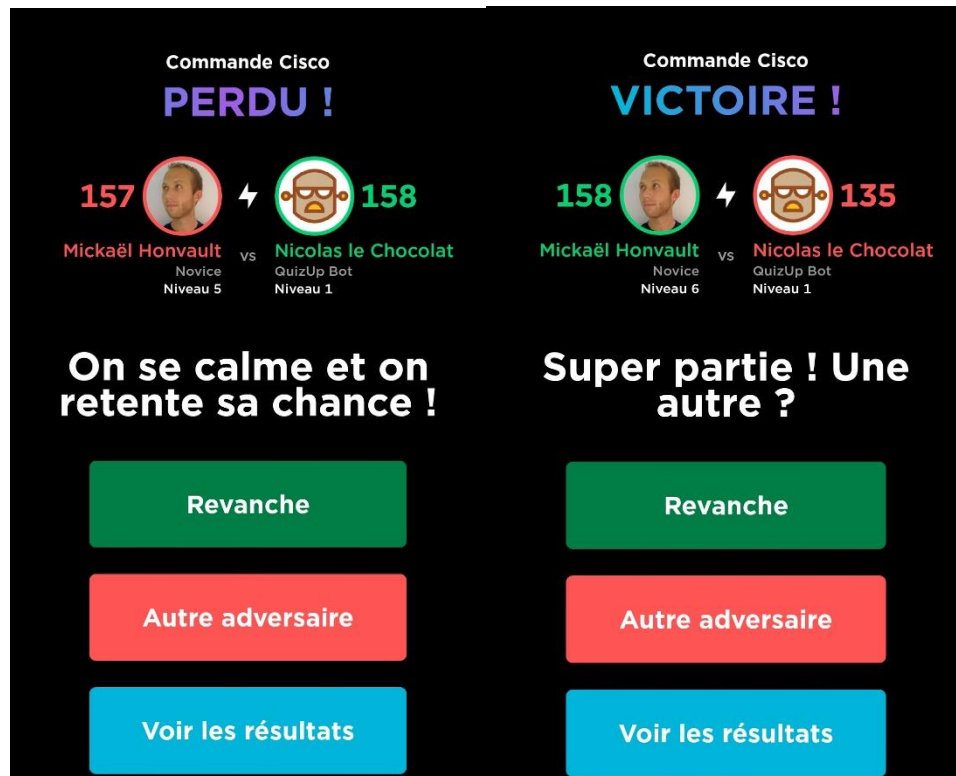 Commande Cisco
PERDU !
157
158
Mickaël Honvault vs Nicolas le Chocolat
Novice QuizUp Bot
Niveau 5 Niveau 1
On se calme et on
retente sa chance !
Revanche
Autre adversaire
Voir les résultats
Commande Cisco
VICTOIRE !
158
135
Mickaël Honvault vs Nicolas le Chocolat
Novice QuizUp Bot
Niveau 6 Niveau 1
Super partie ! Une
autre ?
Revanche
Autre adversaire
Voir les résultats